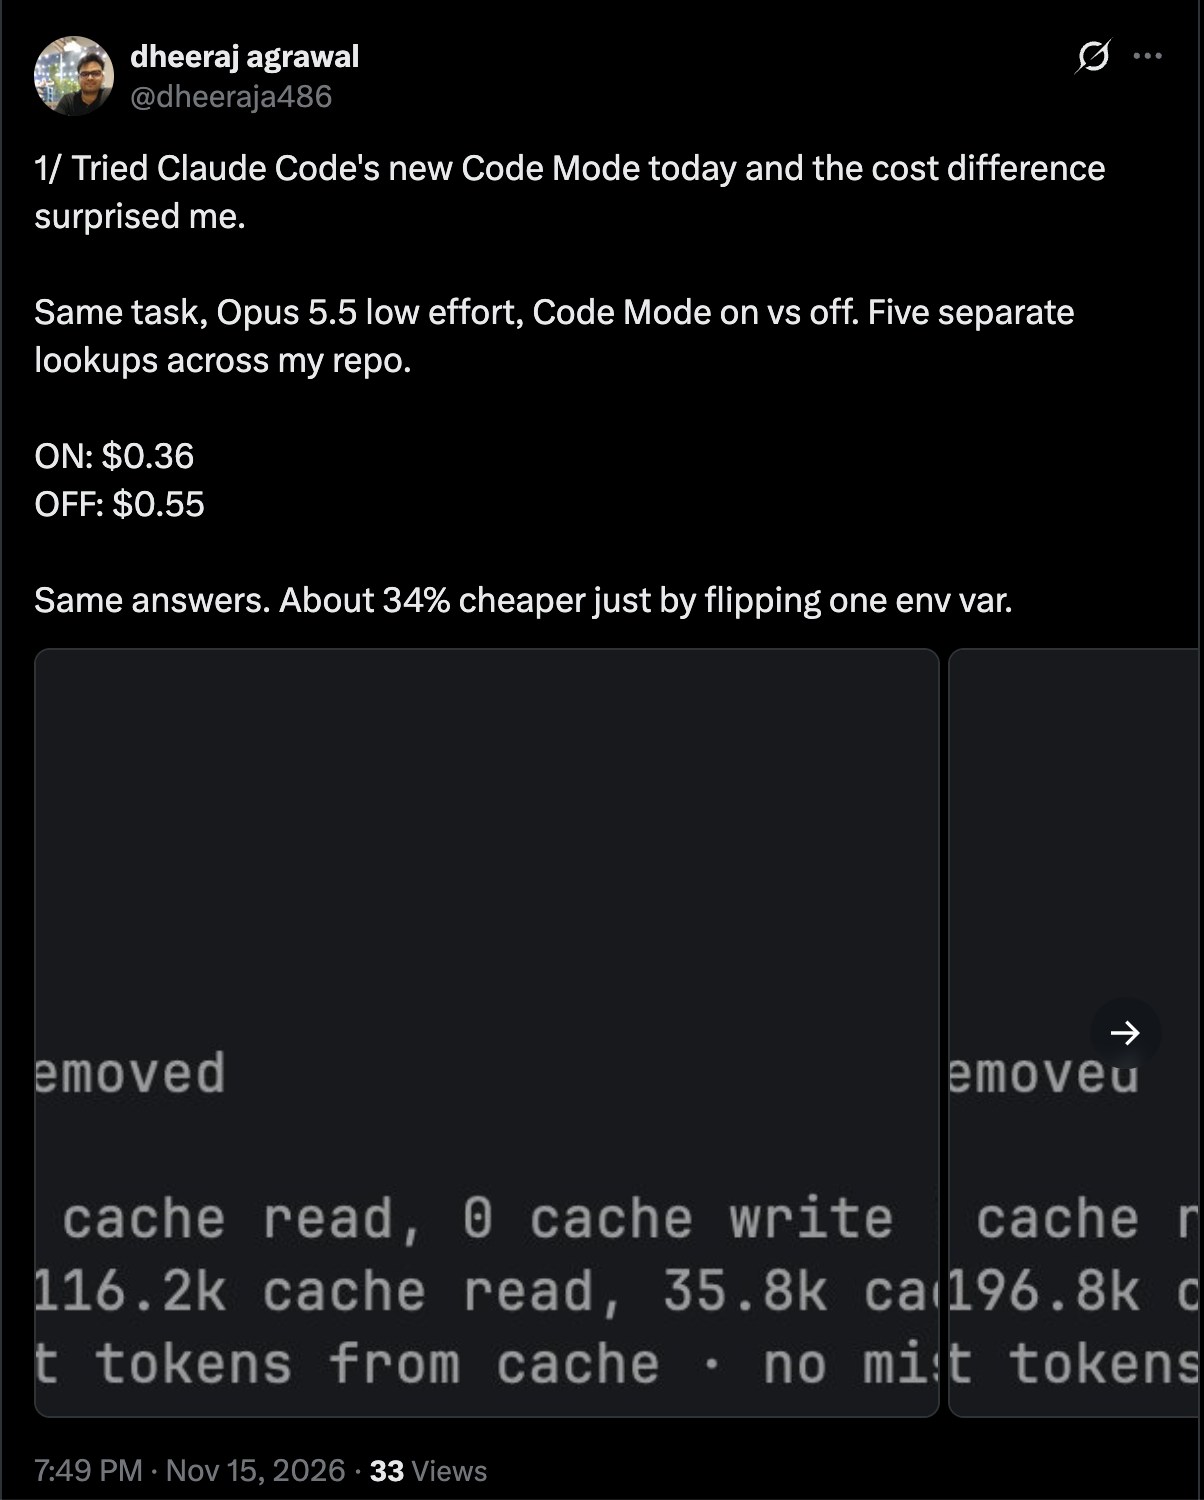 dheeraj agrawal
@dheeraja486
1/ Tried Claude Code's new Code Mode today and the cost difference
surprised me.
Same task, Opus 5.5 low effort, Code Mode on vs off. Five separate
lookups across my repo.
ON: $0.36
OFF: $0.55
Same answers. About 34% cheaper just by flipping one env var.
emoved
cache read, 0 cache write
116.2k cache read, 35.8k ca
t tokens from cache · no mis
emoved
cache r
196.8k c
t tokens
7:49 PM · Nov 15, 2026 · 33 Views